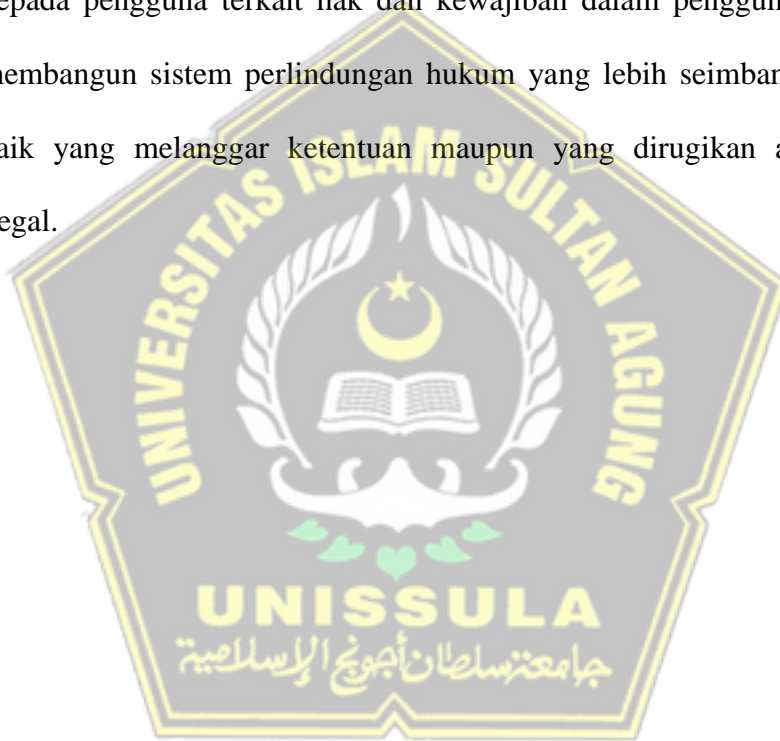 epada pengguna terkait hak dan kewajiban dalam penggun
nembangun sistem perlindungan hukum yang lebih seimban
aik yang melanggar ketentuan maupun yang dirugikan a
egal.
UNIVERSITAS ISLAM SULTAN AGUNG
UNISSULA
جامعة سلطان أجونج الإسلامية